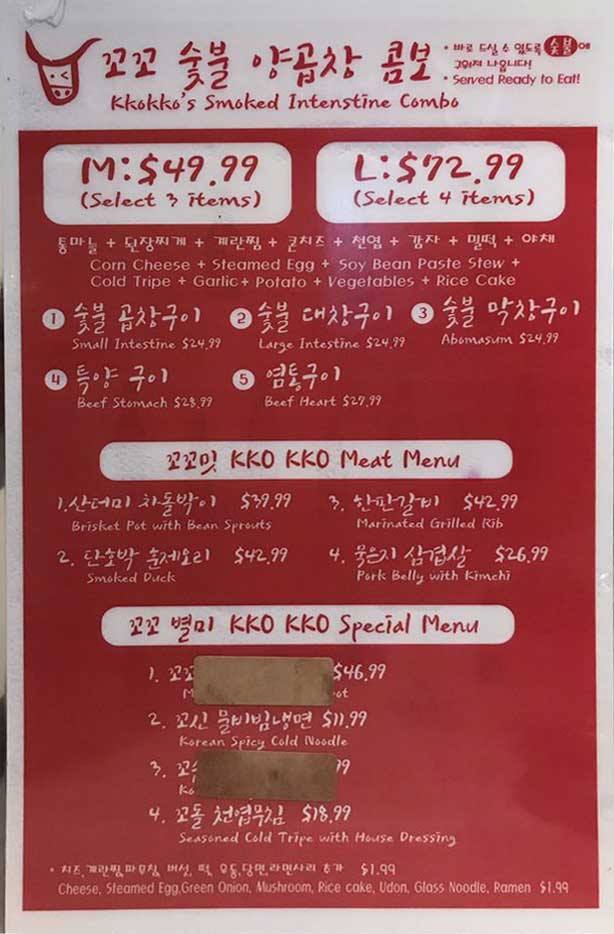 꼬꼬 숯불 양곱창 콤보
• 바로 드실 수 있도록 숯불에
구워져 나옵니다!
• Served Ready to Eat!
Kkokko's Smoked Intenstine Combo
M:$49.99
(Select 3 items)
L:$72.99
(Select 4 items)
통마늘 + 된장찌게 + 계란찜 + 콘치즈 + 천엽 + 감자 + 밀떡 + 야채
Corn Cheese + Steamed Egg + Soy Bean Paste Stew +
Cold Tripe + Garlic+ Potato + Vegetables + Rice Cake
1 숯불 곱창구이
Small Intestine $24.99
2 숯불 대창구이
Large Intestine $24.99
3 숯불 막창구이
Abomasum $24.99
4 특양 구이
Beef Stomach $28.99
5 염통구이
Beef Heart $27.99
꼬꼬밋 KKO KKO Meat Menu
1.산더미 차돌박이 $39.99
Brisket Pot with Bean Sprouts
3. 한판갈비 $42.99
Marinated Grilled Rib
2. 단호박 훈제오리 $42.99
Smoked Duck
4. 묵은지 삼겹살 $26.99
Pork Belly with Kimchi
꼬꼬 별미 KKO KKO Special Menu
1. 꼬꼬 $46.99
2. 꼬신 물비빔냉면 $11.99
Korean Spicy Cold Noodle
3.
4. 꼬돌 천엽무침 $18.99
Seasoned Cold Tripe with House Dressing
• 치즈,계란찜,파무침, 버섯, 떡, 우동,당면,라면사리 추가 $1.99
Cheese, Steamed Egg,Green Onion, Mushroom, Rice cake, Udon, Glass Noodle, Ramen $1.99